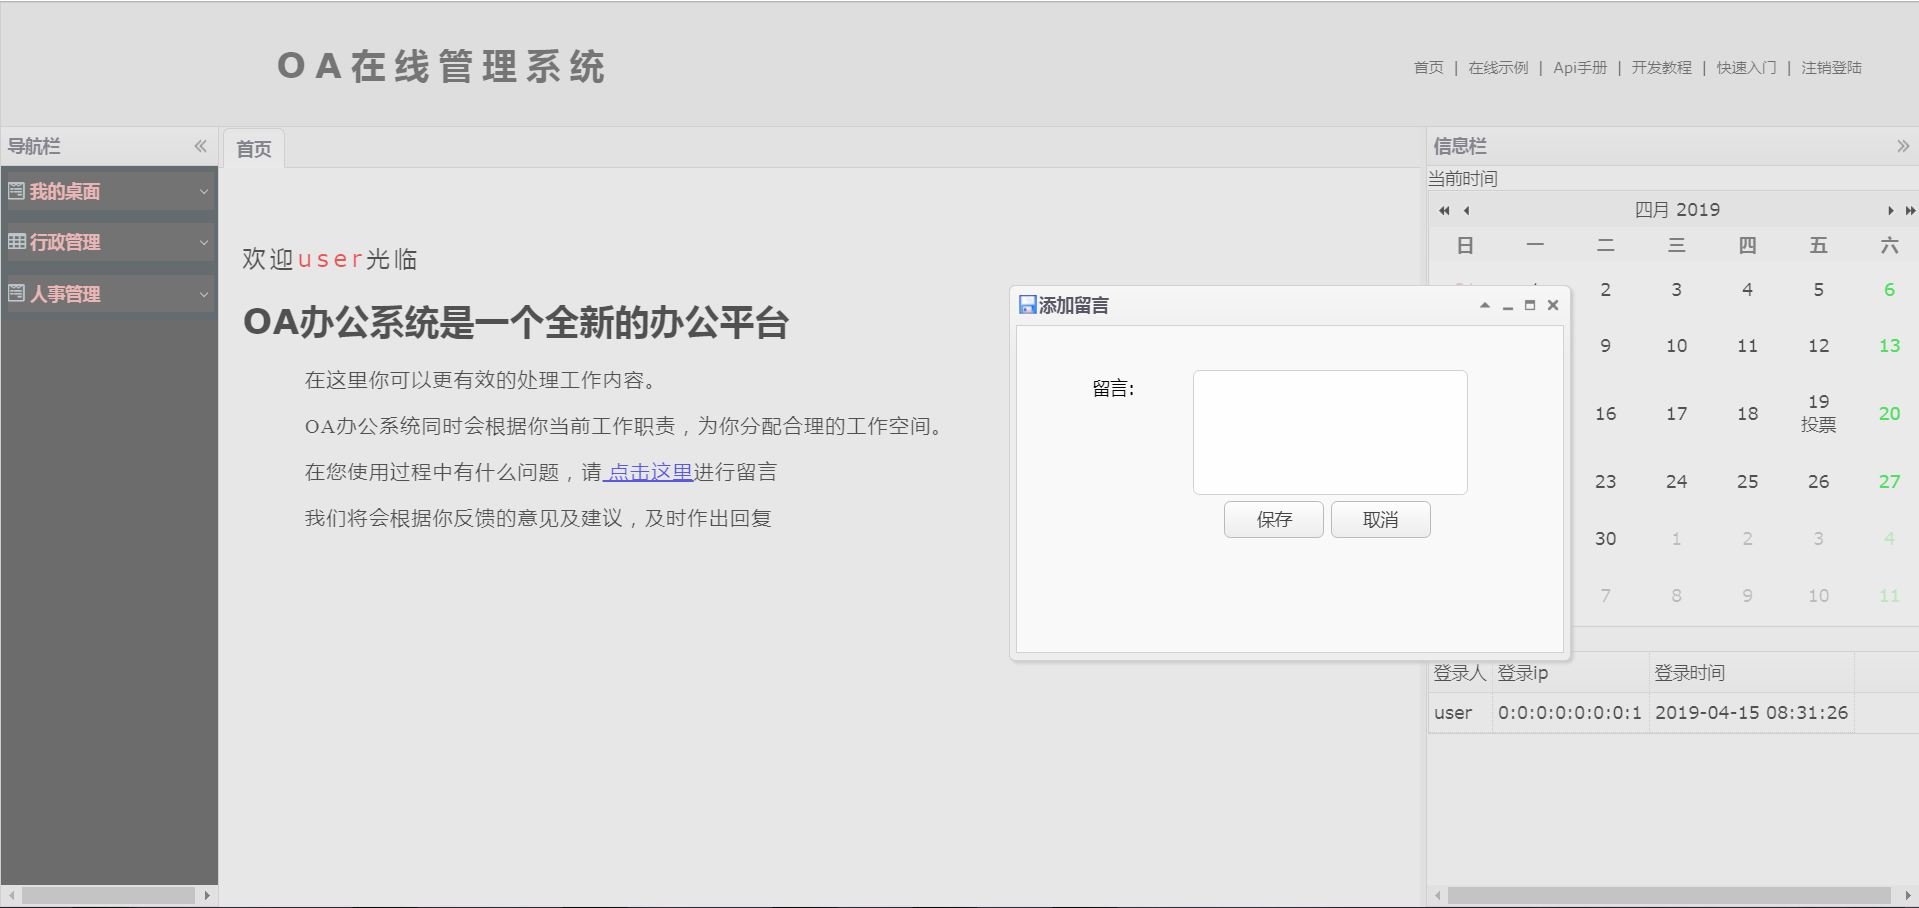 OA在线管理系统
首页 | 在线示例 | Api手册 | 开发教程 | 快速入门 | 注销登陆
导航栏
我的桌面
行政管理
人事管理
首页
欢迎user光临
OA办公系统是一个全新的办公平台
在这里你可以更有效的处理工作内容。
OA办公系统同时会根据你当前工作职责，为你分配合理的工作空间。
在您使用过程中有什么问题，请 点击这里进行留言
我们将会根据你反馈的意见及建议，及时作出回复
添加留言
留言:
保存 取消
信息栏
当前时间
四月 2019
日 一 二 三 四 五 六
2 3 4 5 6
9 10 11 12 13
16 17 18 19 20
投票
23 24 25 26 27
30 1 2 3 4
7 8 9 10 11
登录人 登录ip 登录时间
user 0:0:0:0:0:0:0:1 2019-04-15 08:31:26